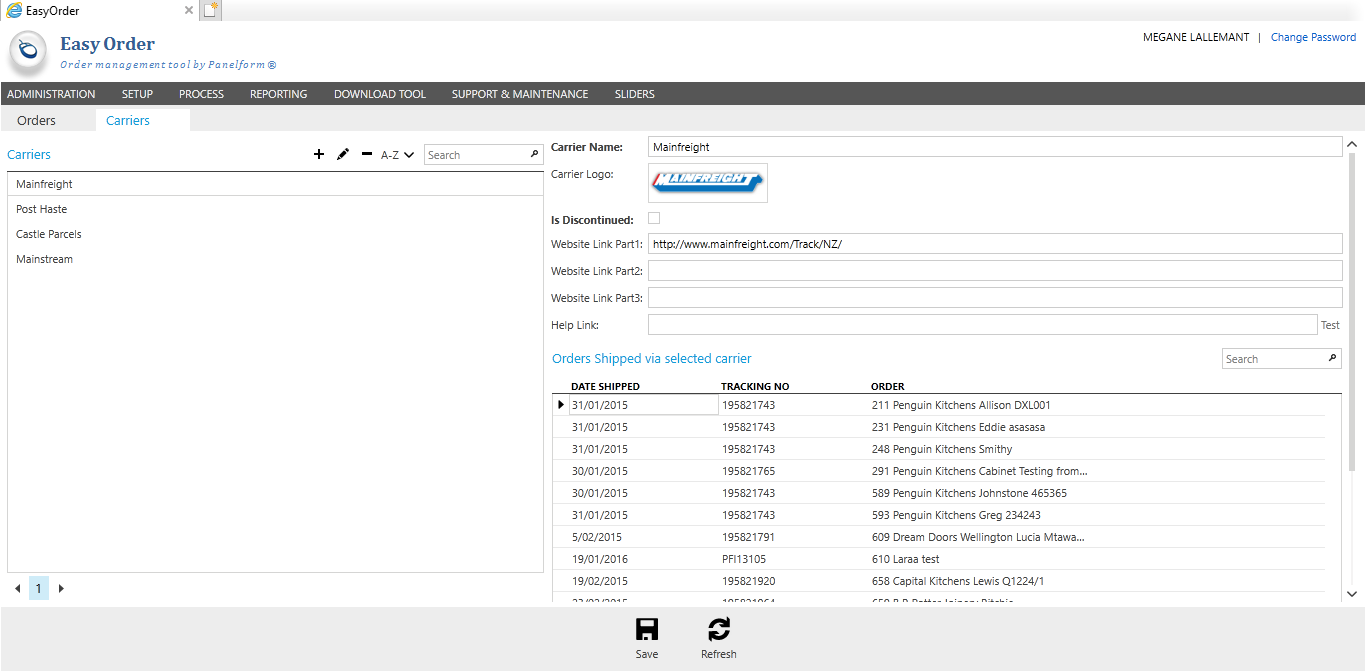 EasyOrder
Easy Order
Order management tool by Panelform ®
MEGANE LALLEMANT | Change Password
ADMINISTRATION SETUP PROCESS REPORTING DOWNLOAD TOOL SUPPORT & MAINTENANCE SLIDERS
Orders Carriers
Carriers A-Z Search
Mainfreight
Post Haste
Castle Parcels
Mainstream
1
Carrier Name: Mainfreight
Carrier Logo: MAINFREIGHT
Is Discontinued:
Website Link Part1: http://www.mainfreight.com/Track/NZ/
Website Link Part2:
Website Link Part3:
Help Link: Test
Orders Shipped via selected carrier Search
DATE SHIPPED TRACKING NO ORDER
31/01/2015 195821743 211 Penguin Kitchens Allison DXL001
31/01/2015 195821743 231 Penguin Kitchens Eddie asasasa
31/01/2015 195821743 248 Penguin Kitchens Smithy
30/01/2015 195821765 291 Penguin Kitchens Cabinet Testing from...
30/01/2015 195821743 589 Penguin Kitchens Johnstone 465365
31/01/2015 195821743 593 Penguin Kitchens Greg 234243
5/02/2015 195821791 609 Dream Doors Wellington Lucia Mtawa...
19/01/2016 PFI13105 610 Laraa test
19/02/2015 195821920 658 Capital Kitchens Lewis Q1224/1
Save Refresh